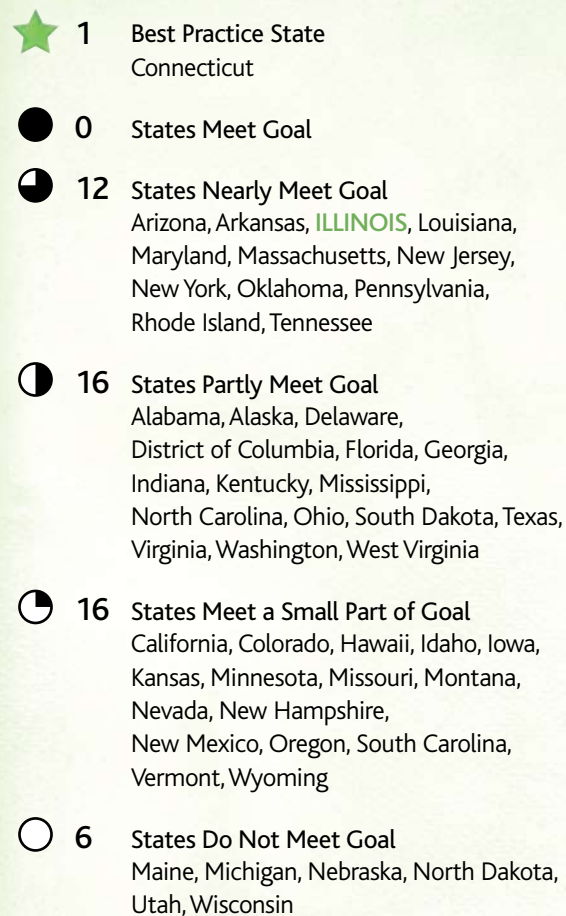 1 Best Practice State
Connecticut
0 States Meet Goal
12 States Nearly Meet Goal
Arizona, Arkansas, ILLINOIS, Louisiana,
Maryland, Massachusetts, New Jersey,
New York, Oklahoma, Pennsylvania,
Rhode Island, Tennessee
16 States Partly Meet Goal
Alabama, Alaska, Delaware,
District of Columbia, Florida, Georgia,
Indiana, Kentucky, Mississippi,
North Carolina, Ohio, South Dakota, Texas,
Virginia, Washington, West Virginia
16 States Meet a Small Part of Goal
California, Colorado, Hawaii, Idaho, Iowa,
Kansas, Minnesota, Missouri, Montana,
Nevada, New Hampshire,
New Mexico, Oregon, South Carolina,
Vermont, Wyoming
6 States Do Not Meet Goal
Maine, Michigan, Nebraska, North Dakota,
Utah, Wisconsin